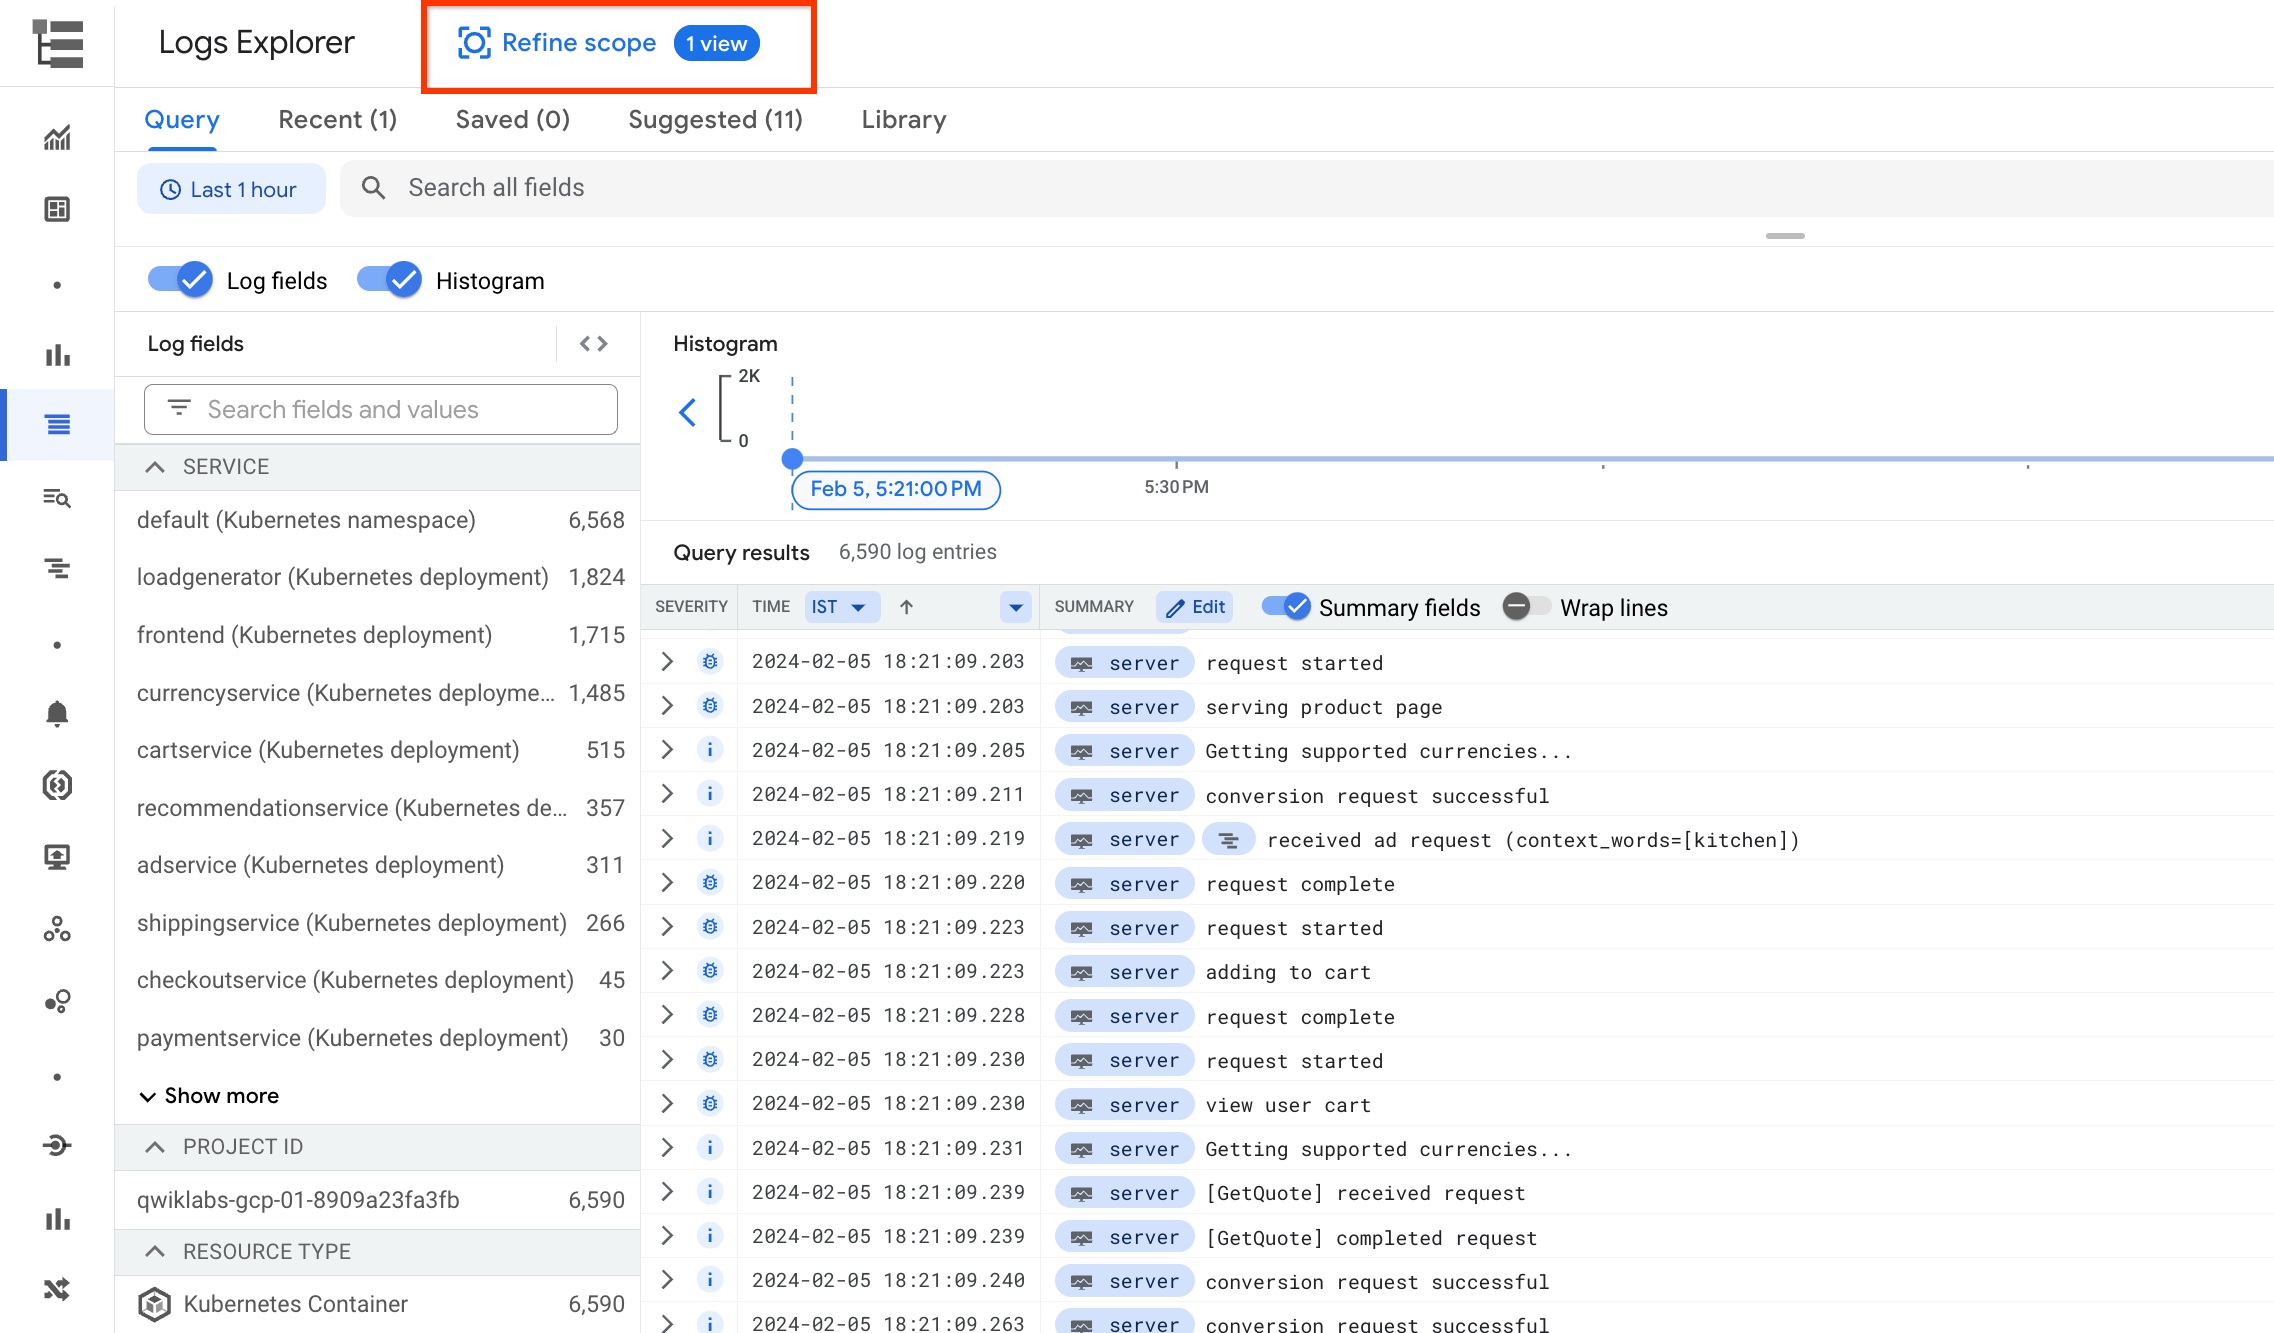 Logs Explorer
Refine scope 1 view
Query Recent (1) Saved (0) Suggested (11) Library
Last 1 hour Search all fields
Log fields Histogram
Log fields
Search fields and values
SERVICE
default (Kubernetes namespace) 6,568
loadgenerator (Kubernetes deployment) 1,824
frontend (Kubernetes deployment) 1,715
currencyservice (Kubernetes deployme... 1,485
cartservice (Kubernetes deployment) 515
recommendationservice (Kubernetes de... 357
adservice (Kubernetes deployment) 311
shippingservice (Kubernetes deployment) 266
checkoutservice (Kubernetes deployment) 45
paymentservice (Kubernetes deployment) 30
Show more
PROJECT ID
qwiklabs-gcp-01-8909a23fa3fb 6,590
RESOURCE TYPE
Kubernetes Container 6,590
Histogram
2K
0
Feb 5, 5:21:00 PM
5:30 PM
Query results 6,590 log entries
SEVERITY TIME IST SUMMARY Edit Summary fields Wrap lines
2024-02-05 18:21:09.203 server request started
2024-02-05 18:21:09.203 server serving product page
2024-02-05 18:21:09.205 server Getting supported currencies...
2024-02-05 18:21:09.211 server conversion request successful
2024-02-05 18:21:09.219 server received ad request (context_words=[kitchen])
2024-02-05 18:21:09.220 server request complete
2024-02-05 18:21:09.223 server request started
2024-02-05 18:21:09.223 server adding to cart
2024-02-05 18:21:09.228 server request complete
2024-02-05 18:21:09.230 server request started
2024-02-05 18:21:09.230 server view user cart
2024-02-05 18:21:09.231 server Getting supported currencies...
2024-02-05 18:21:09.239 server [GetQuote] received request
2024-02-05 18:21:09.239 server [GetQuote] completed request
2024-02-05 18:21:09.240 server conversion request successful
2024-02-05 18:21:09.263 server conversion request successful